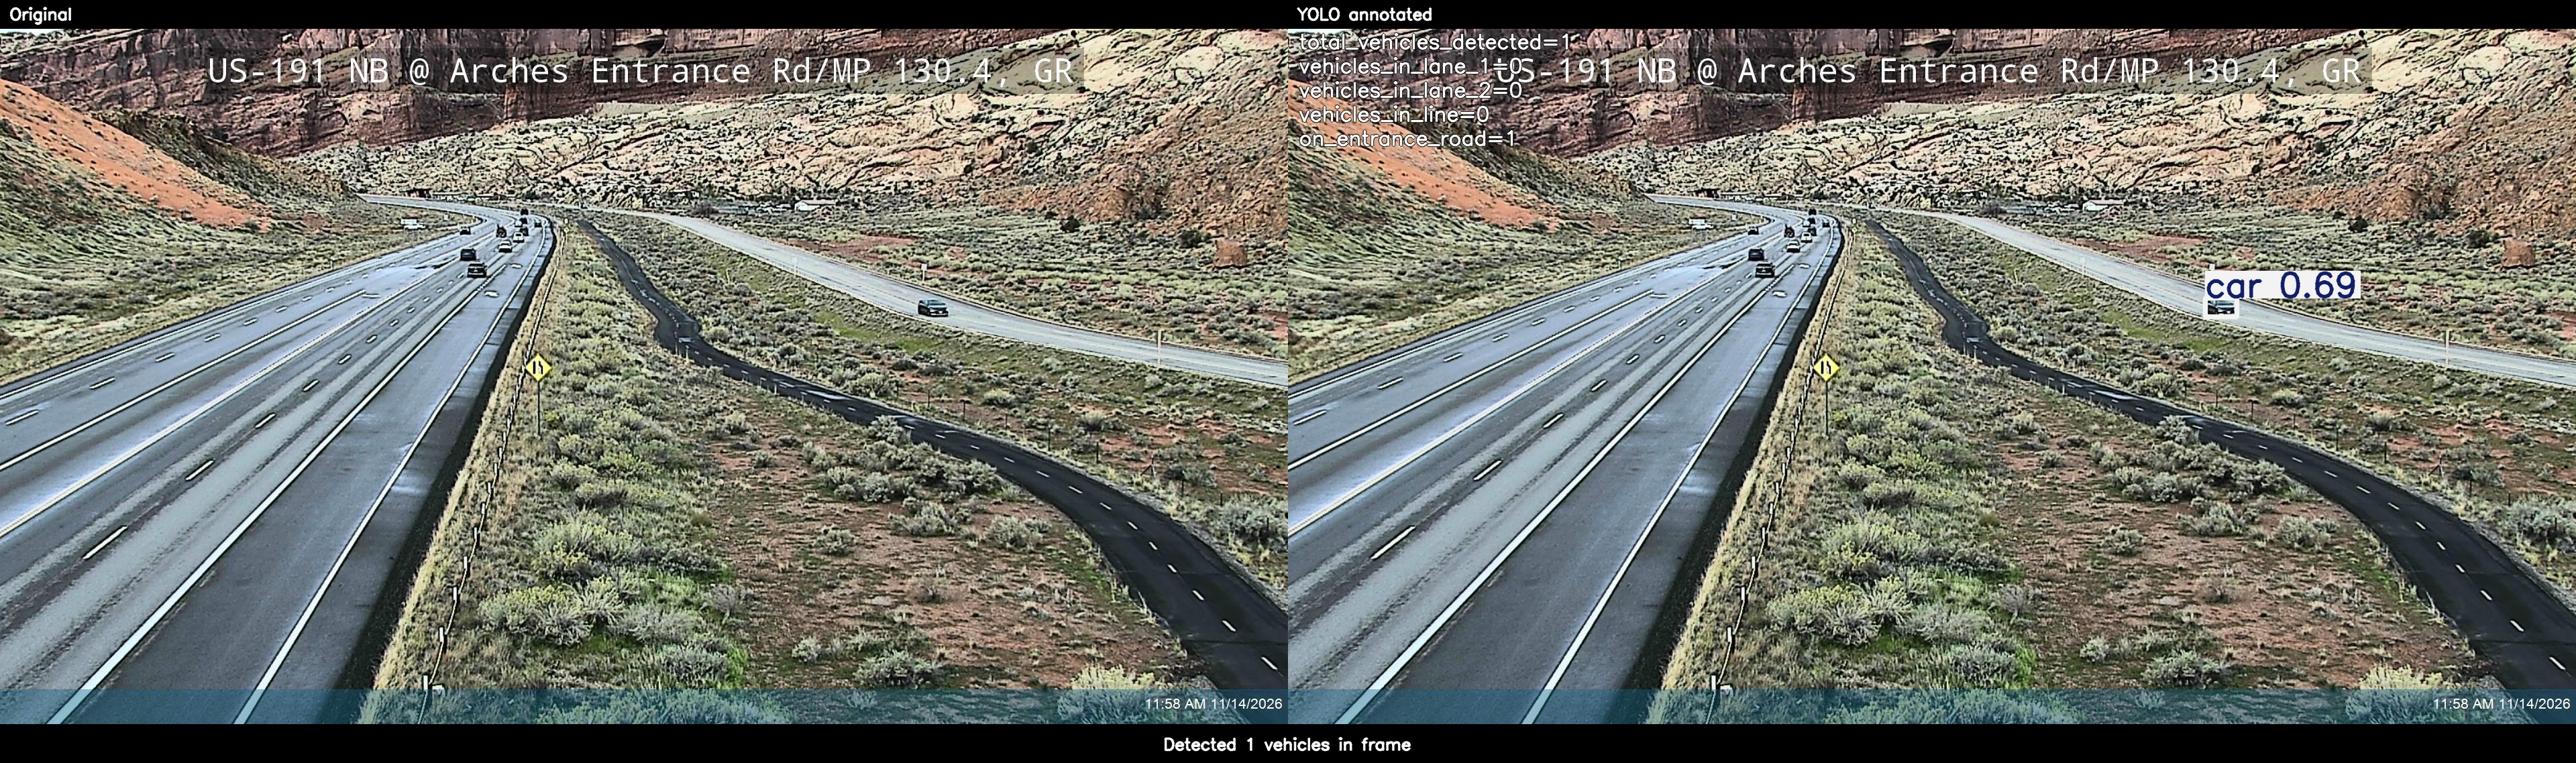 Original
US-191 NB @ Arches Entrance Rd/MP 130.4, GR
11:58 AM 11/14/2026
YOLO annotated
total_vehicles_detected=1
vehicles_in_lane_1=0
US-191 NB @ Arches Entrance Rd/MP 130.4, GR
vehicles_in_lane_2=0
vehicles_in_line=0
on_entrance_road=1
car 0.69
11:58 AM 11/14/2026
Detected 1 vehicles in frame